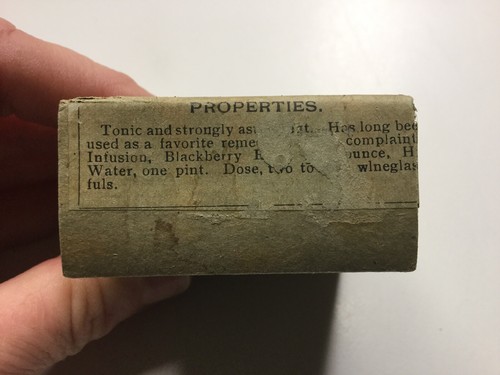 PROPERTIES.
Tonic and strongly as 1gt. Has long bee
used as a favorite reme complaint
Infusion, Blackberry R ounce, H
Water, one pint. Dose, two to wineglas
fuls.